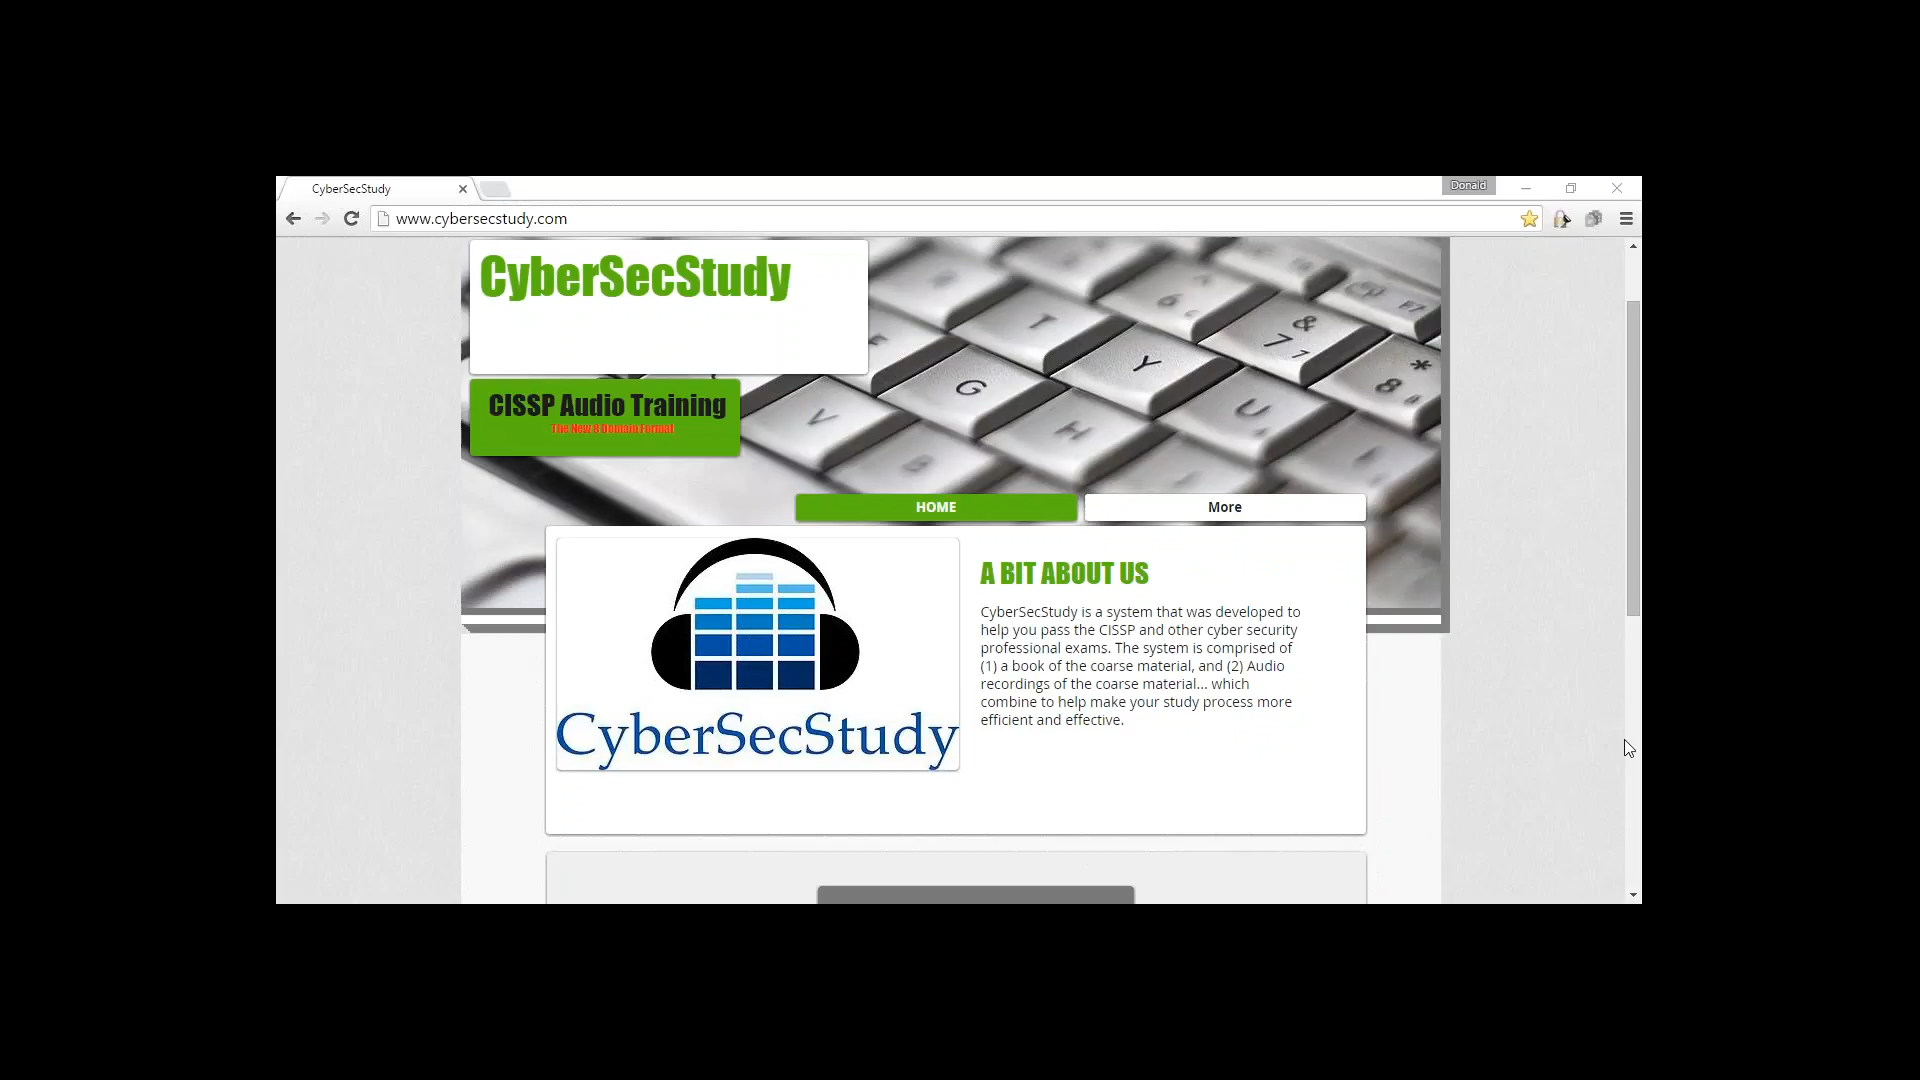 CyberSecStudy
Donald
www.cybersecstudy.com
CyberSecStudy
CISSP Audio Training
The New 8 Domain Format
HOME
More
A BIT ABOUT US
CyberSecStudy is a system that was developed to
help you pass the CISSP and other cyber security
professional exams. The system is comprised of
(1) a book of the coarse material, and (2) Audio
recordings of the coarse material... which
combine to help make your study process more
efficient and effective.
CyberSecStudy
6
T
&
7
*
8
Y
G
U
V
H
B